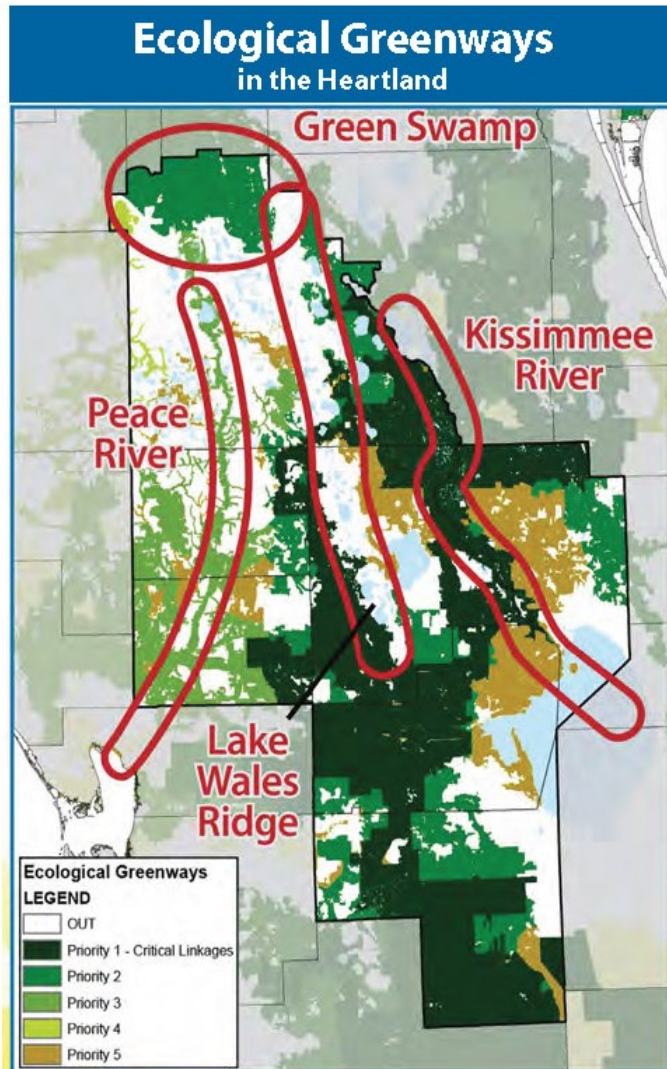 Ecological Greenways
in the Heartland
Green Swamp
Kissimmee
River
Peace
River
Lake
Wales
Ridge
Ecological Greenways
LEGEND
OUT
Priority 1 - Critical Linkages
Priority 2
Priority 3
Priority 4
Priority 5